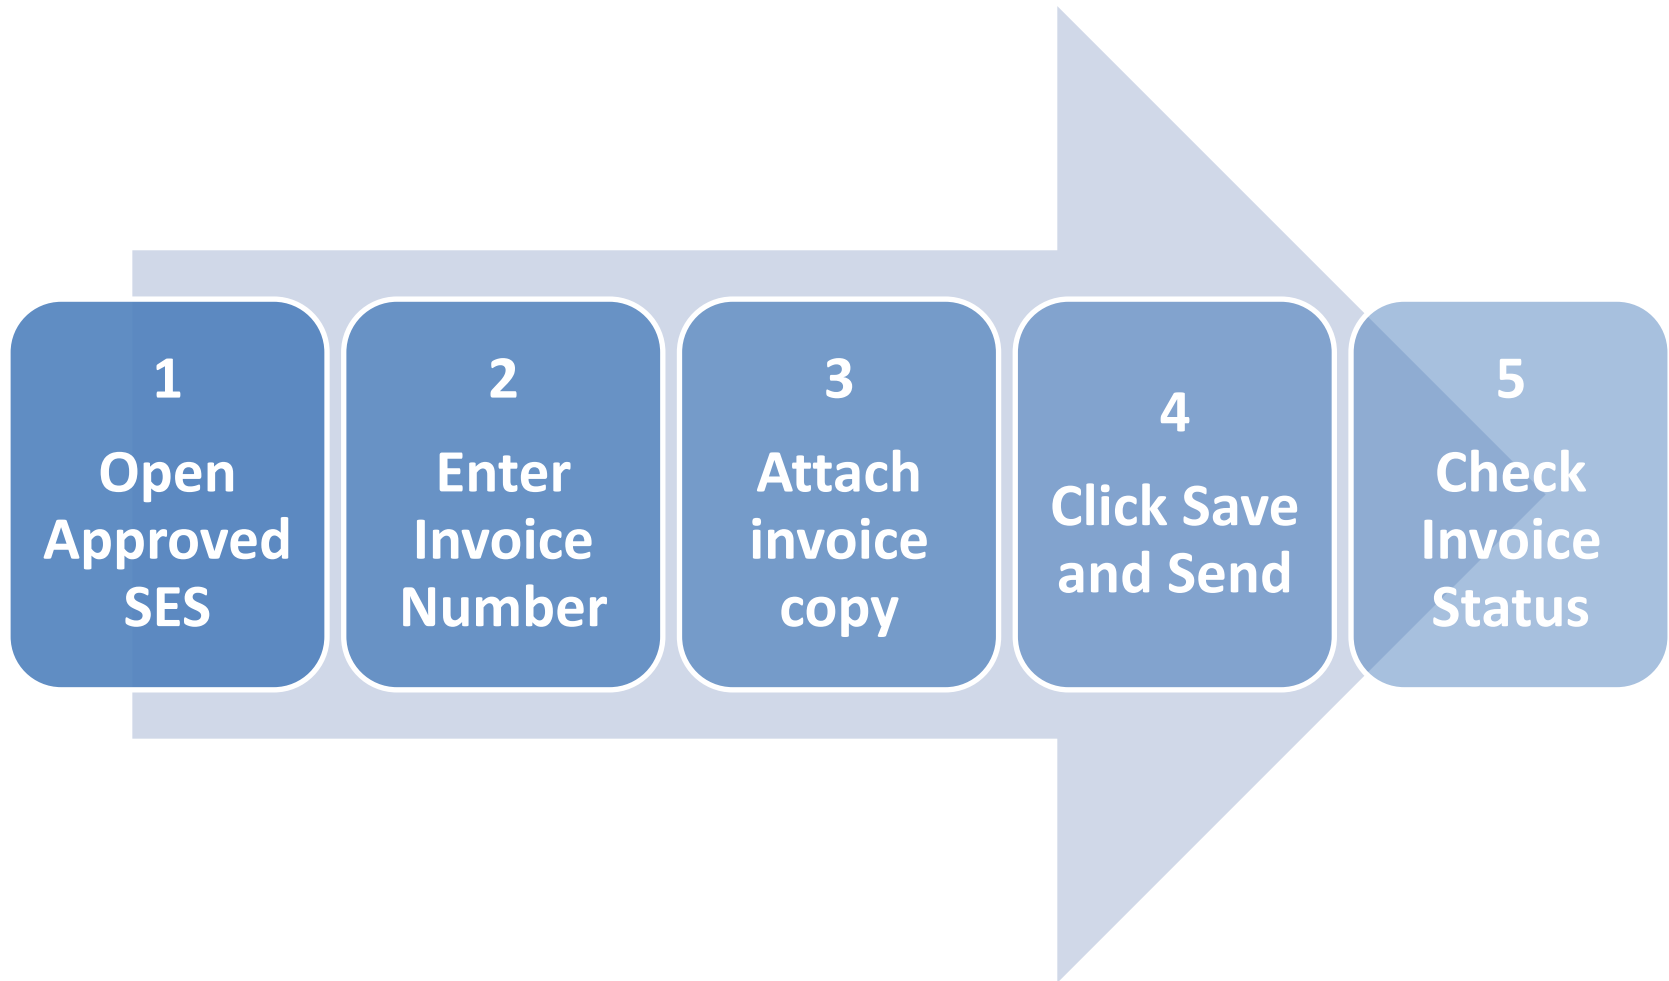 1
Open
Approved
SES
2
Enter
Invoice
Number
3
Attach
invoice
copy
4
Click Save
and Send
5
Check
Invoice
Status